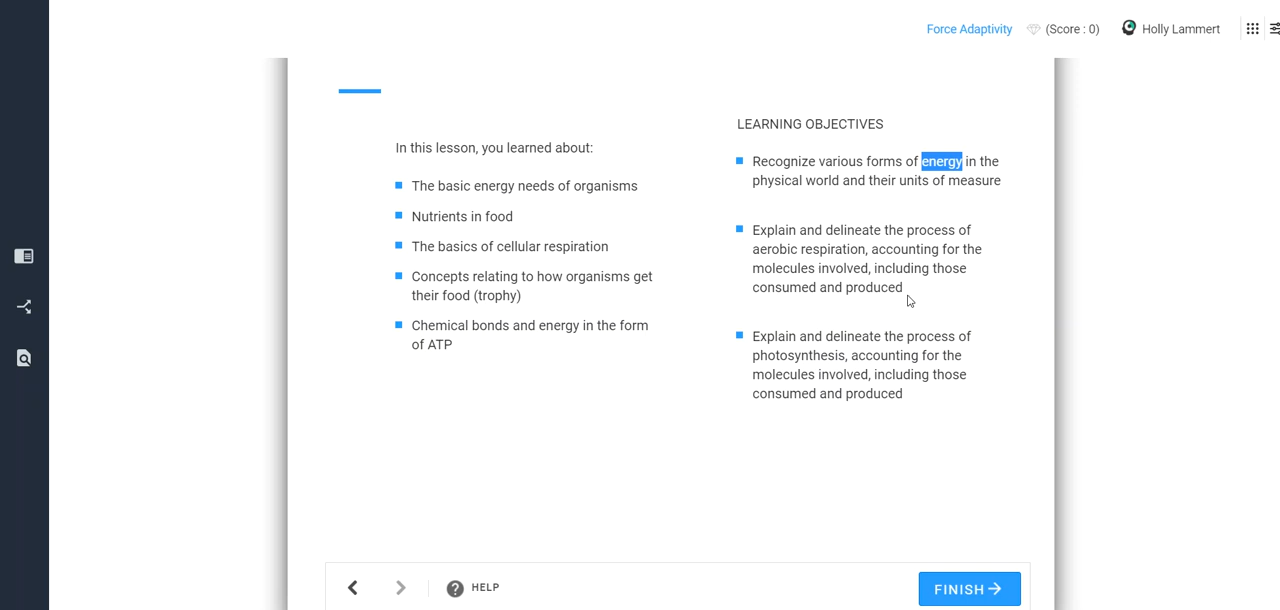 Force Adaptivity (Score : 0) Holly Lammert
In this lesson, you learned about:
The basic energy needs of organisms
Nutrients in food
The basics of cellular respiration
Concepts relating to how organisms get
their food (trophy)
Chemical bonds and energy in the form
of ATP
LEARNING OBJECTIVES
Recognize various forms of energy in the
physical world and their units of measure
Explain and delineate the process of
aerobic respiration, accounting for the
molecules involved, including those
consumed and produced
Explain and delineate the process of
photosynthesis, accounting for the
molecules involved, including those
consumed and produced
? HELP
FINISH